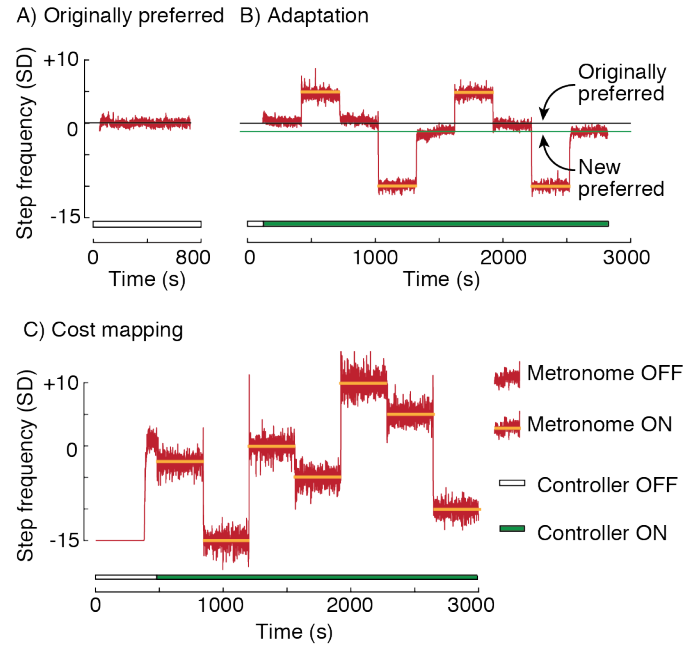 A) Originally preferred
B) Adaptation
Step frequency (SD)
+10
0
-15
0
800
Time (s)
Originally
preferred
New
preferred
0
1000
2000
3000
Time (s)
C) Cost mapping
Step frequency (SD)
+10
0
-15
0
1000
2000
3000
Time (s)
Metronome OFF
Metronome ON
Controller OFF
Controller ON